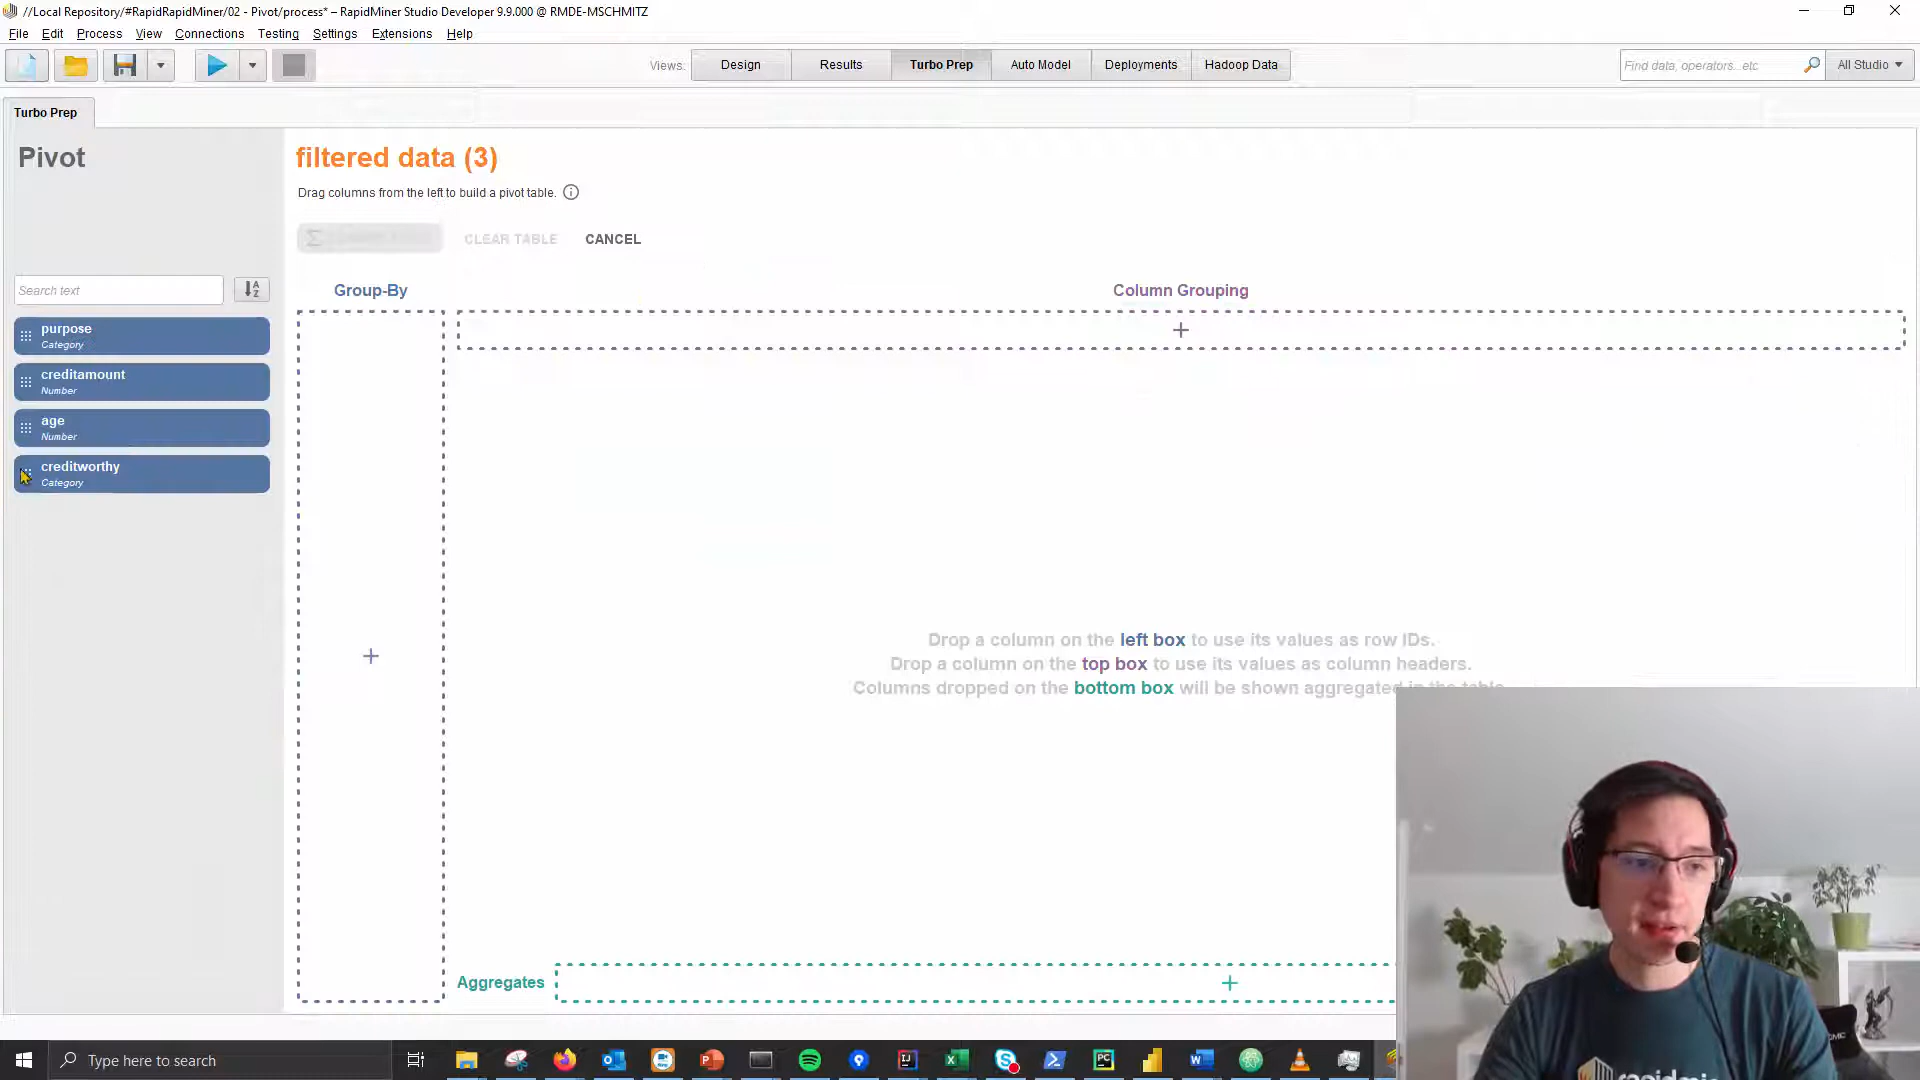 //Local Repository/#RapidRapidMiner/02 - Pivot/process* – RapidMiner Studio Developer 9.9.000 @ RMDE-MSCHMITZ
File Edit Process View Connections Testing Settings Extensions Help
Views: Design Results Turbo Prep Auto Model Deployments Hadoop Data
Find data, operators...etc
All Studio
Turbo Prep
Pivot
filtered data (3)
Drag columns from the left to build a pivot table.
CLEAR TABLE CANCEL
Search text
Group-By Column Grouping
purpose
Category
creditamount
Number
age
Number
creditworthy
Category
Drop a column on the left box to use its values as row IDs.
Drop a column on the top box to use its values as column headers.
Columns dropped on the bottom box will be shown aggregated in the table.
Aggregates
Type here to search